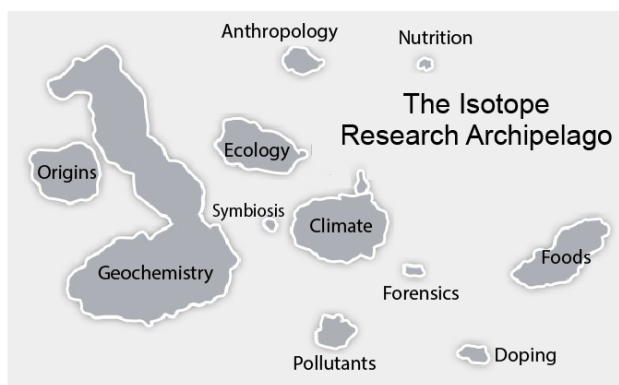 Anthropology
Nutrition
The Isotope
Research Archipelago
Ecology
Origins
Symbiosis
Climate
Geochemistry
Foods
Forensics
Pollutants
Doping